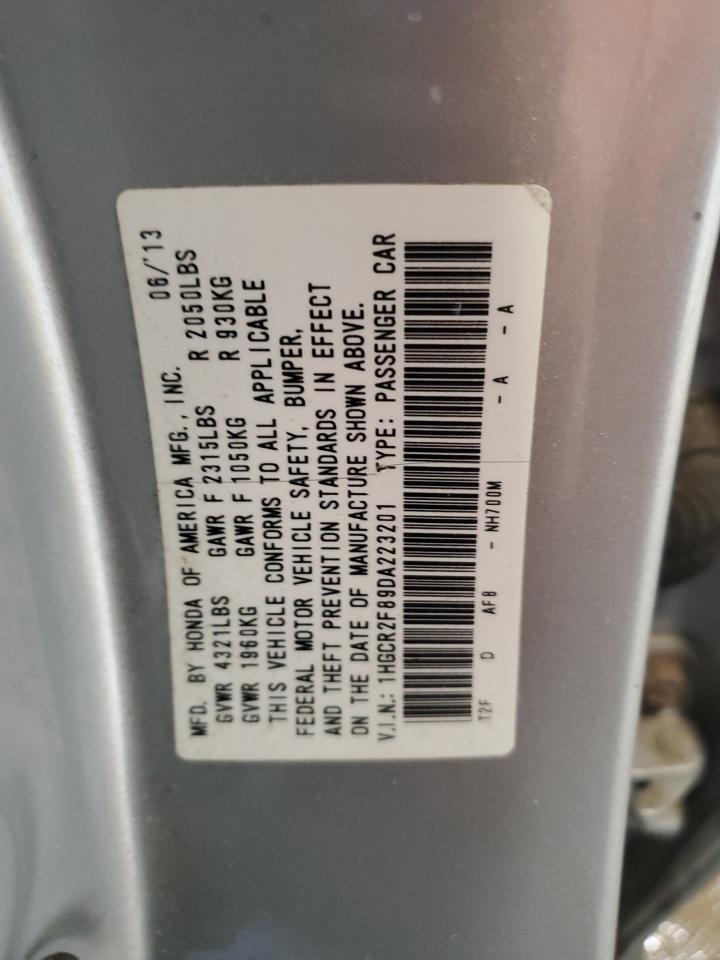 MFD. BY HONDA OF AMERICA MFG., INC. 06/'13
GVWR 4321LBS GAWR F 2315LBS R 2050LBS
GVWR 1960KG GAWR F 1050KG R 930KG
THIS VEHICLE CONFORMS TO ALL APPLICABLE
FEDERAL MOTOR VEHICLE SAFETY, BUMPER,
AND THEFT PREVENTION STANDARDS IN EFFECT
ON THE DATE OF MANUFACTURE SHOWN ABOVE.
V.I.N.: 1HGCR2F89DA223201 TYPE: PASSENGER CAR
T2F D AF8 - NH700M - A - A